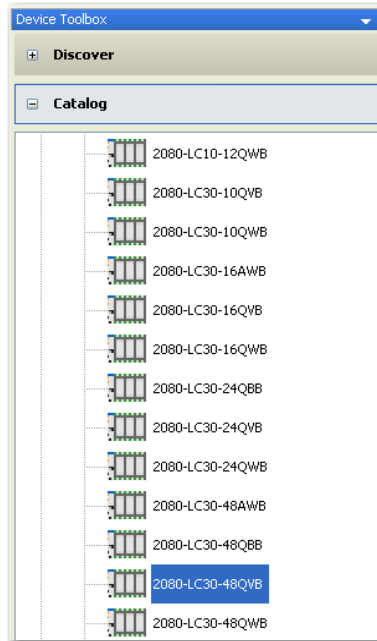 Device Toolbox
Discover
Catalog
2080-LC10-12QWB
2080-LC30-10QVB
2080-LC30-10QWB
2080-LC30-16AWB
2080-LC30-16QVB
2080-LC30-16QWB
2080-LC30-24QBB
2080-LC30-24QVB
2080-LC30-24QWB
2080-LC30-48AWB
2080-LC30-48QBB
2080-LC30-48QVB
2080-LC30-48QWB